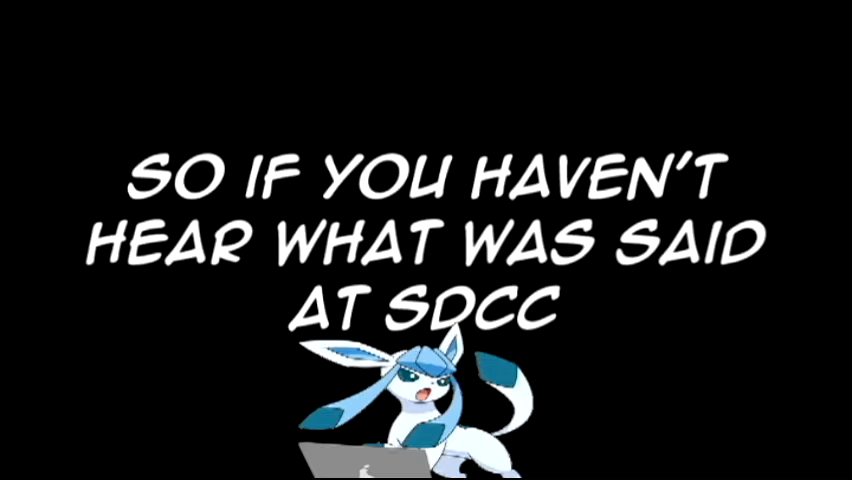 SO IF YOU HAVEN'T
HEAR WHAT WAS SAID
AT SDCC